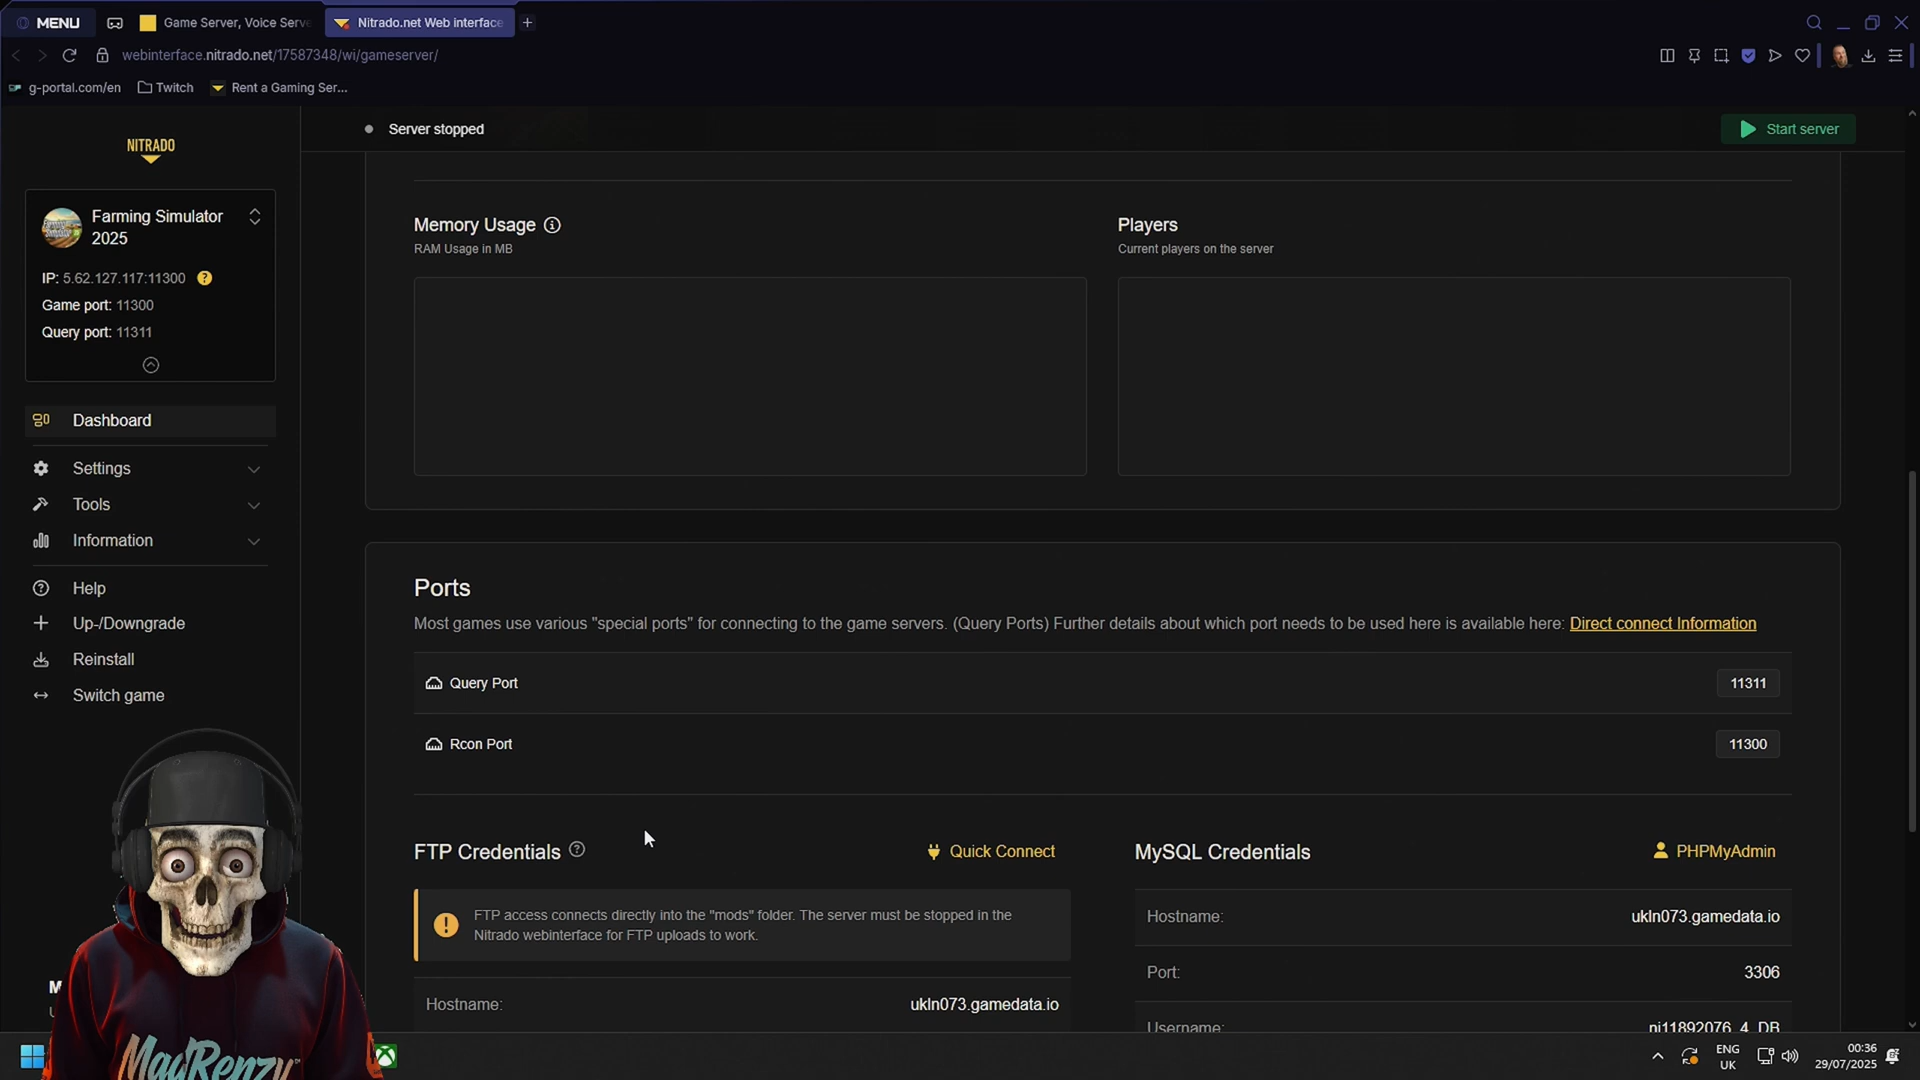 MENU
Game Server, Voice Serve
Nitrado.net Web interface
webinterface.nitrado.net/17587348/wi/gameserver/
g-portal.com/en
Twitch
Rent a Gaming Ser...
NITRADO
Server stopped
Start server
Farming Simulator
2025
IP: 5.62.127.117:11300
Game port: 11300
Query port: 11311
Dashboard
Settings
Tools
Information
Help
Up-/Downgrade
Reinstall
Switch game
Memory Usage
RAM Usage in MB
Players
Current players on the server
Ports
Most games use various "special ports" for connecting to the game servers. (Query Ports) Further details about which port needs to be used here is available here: Direct connect Information
Query Port
11311
Rcon Port
11300
FTP Credentials
Quick Connect
FTP access connects directly into the "mods" folder. The server must be stopped in the
Nitrado webinterface for FTP uploads to work.
Hostname:
ukln073.gamedata.io
MySQL Credentials
PHPMyAdmin
Hostname:
ukln073.gamedata.io
Port:
3306
Username:
ni11892076_4_DB
MadRenzy
ENG
UK
00:36
29/07/2025